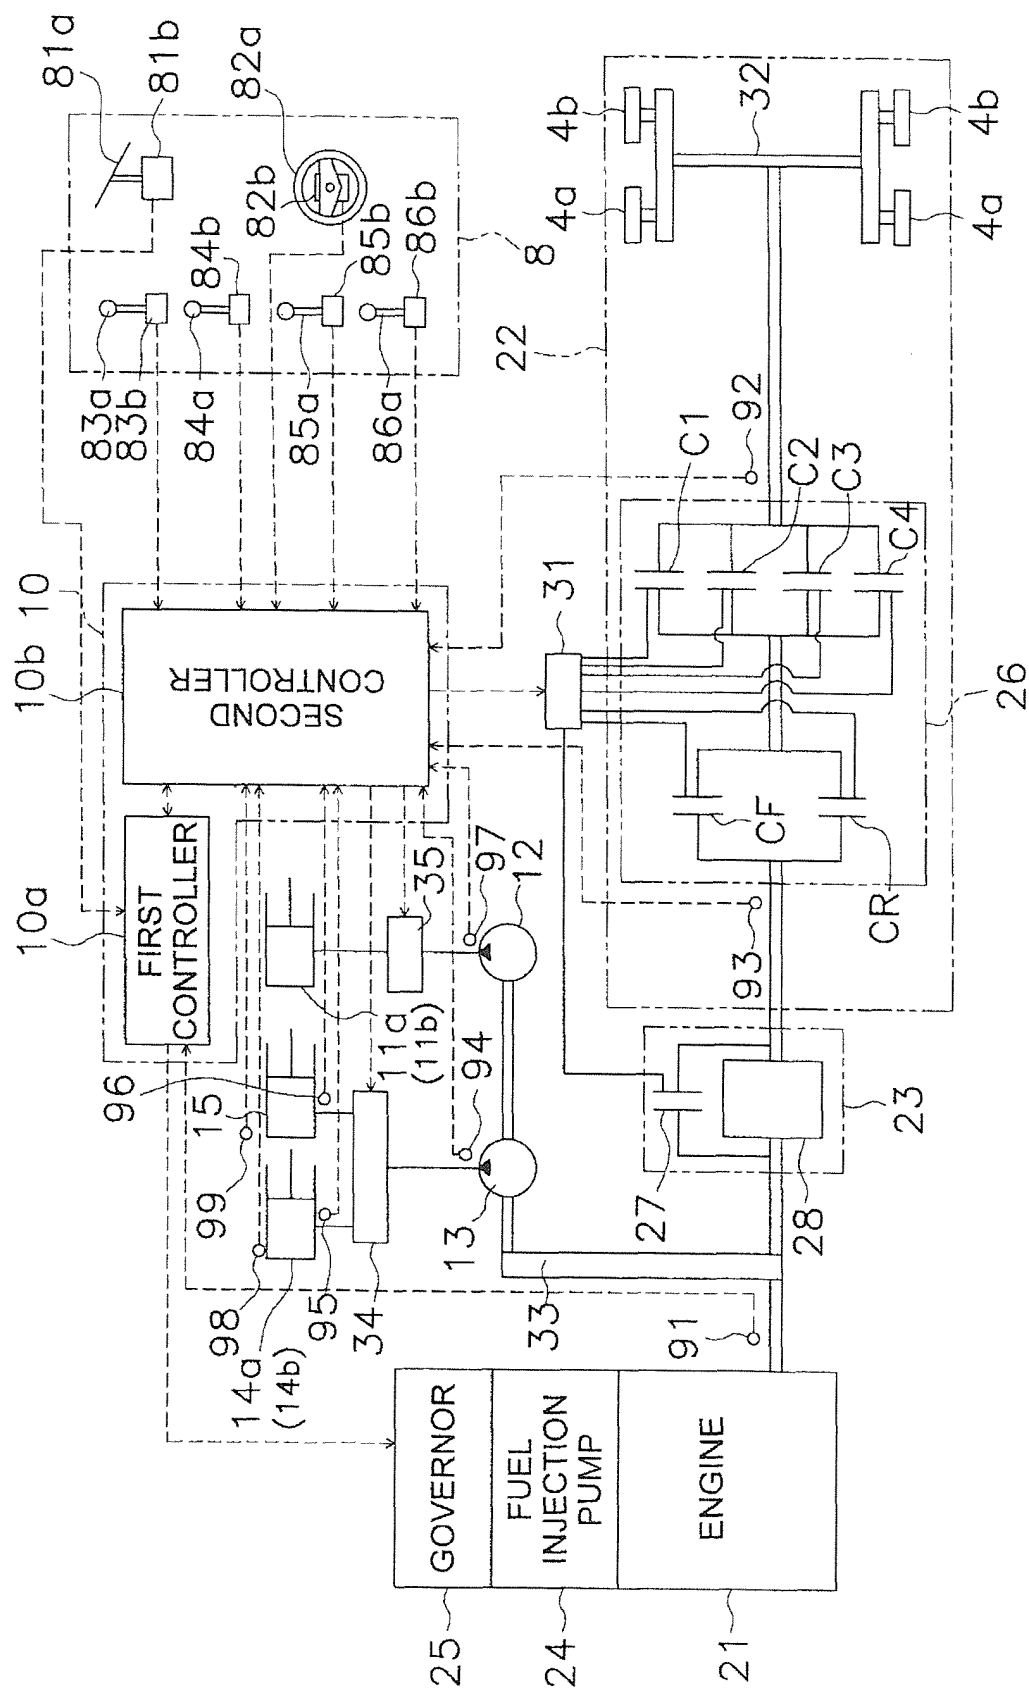 81a
81b
82a
82b
83a
83b
84a
84b
85a
85b
86a
86b
8
10
10b
10a
SECOND
CONTROLLER
FIRST
CONTROLLER
96
15
99
98
14a
(14b)
95
34
11a
(11b)
35
97
12
94
13
33
91
31
92
22
4b
4a
32
4b
4a
C1
C2
C3
C4
26
CF
CR
93
27
28
23
GOVERNOR
FUEL
INJECTION
PUMP
ENGINE
25
24
21